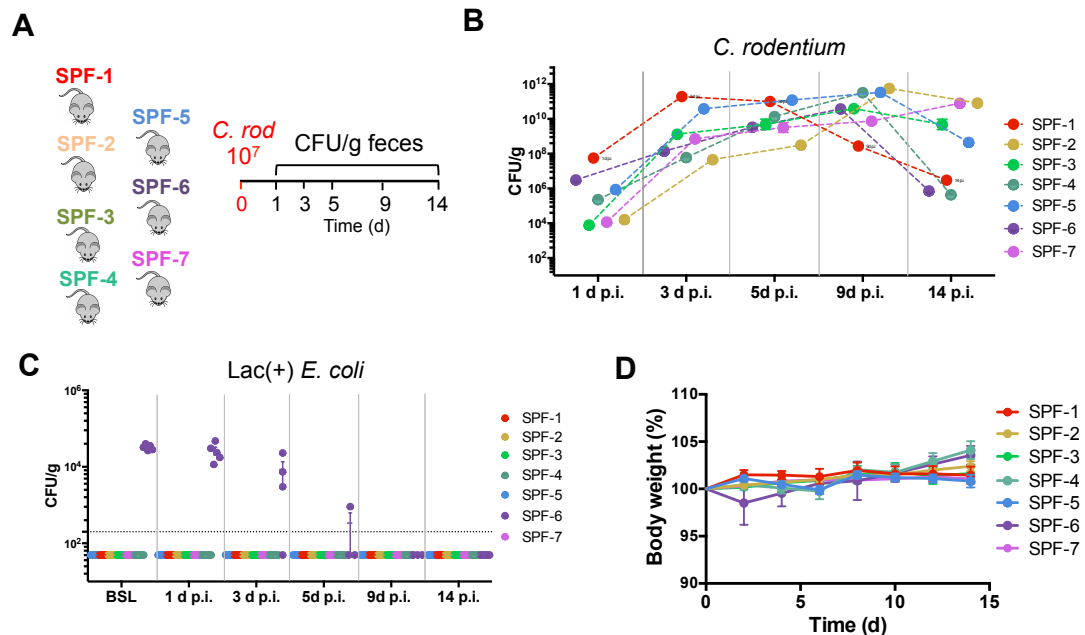 A
SPF-1
SPF-2
SPF-3
SPF-4
SPF-5
SPF-6
SPF-7
C. rod
10⁷
CFU/g feces
0 1 3 5 9 14
Time (d)
B
C. rodentium
CFU/g
10¹²
10¹⁰
10⁸
10⁶
10⁴
10²
1 d p.i. 3 d p.i. 5d p.i. 9d p.i. 14 p.i.
SPF-1
SPF-2
SPF-3
SPF-4
SPF-5
SPF-6
SPF-7
C
Lac(+) E. coli
CFU/g
10⁶
10⁴
10²
BSL 1 d p.i. 3 d p.i. 5d p.i. 9d p.i. 14 p.i.
SPF-1
SPF-2
SPF-3
SPF-4
SPF-5
SPF-6
SPF-7
D
Body weight (%)
110
105
100
95
90
0 5 10 15
Time (d)
SPF-1
SPF-2
SPF-3
SPF-4
SPF-5
SPF-6
SPF-7